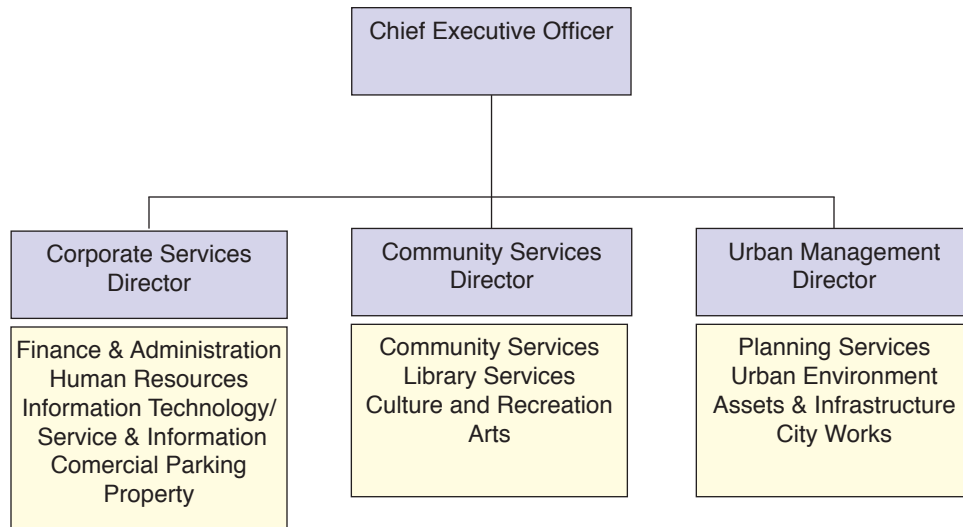 Chief Executive Officer
Corporate Services
Director
Finance & Administration
Human Resources
Information Technology/
Service & Information
Comercial Parking
Property
Community Services
Director
Community Services
Library Services
Culture and Recreation
Arts
Urban Management
Director
Planning Services
Urban Environment
Assets & Infrastructure
City Works